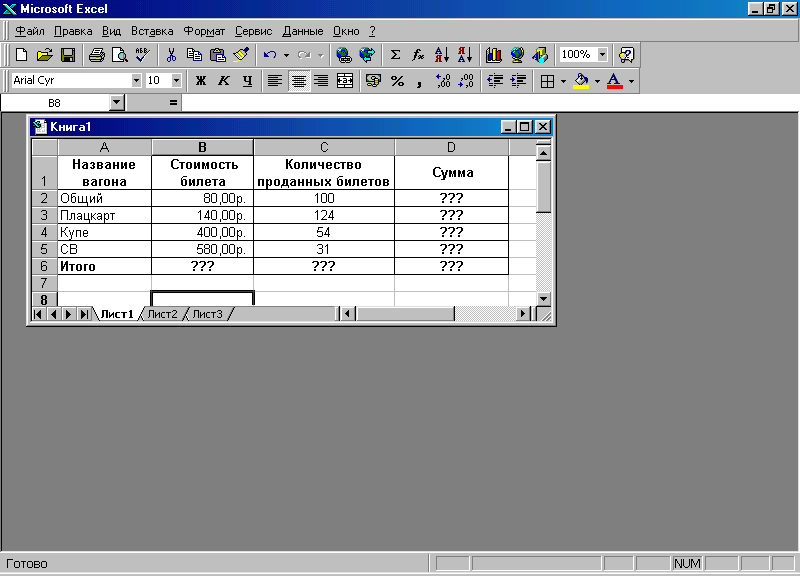 Microsoft Excel
Файл Правка Вид Вставка Формат Сервис Данные Окно ?
100%
Arial Cyr 10 Ж К Ч % ,
B8 =
Книга1
A B C D
1 Название вагона Стоимость билета Количество проданных билетов Сумма
2 Общий 80,00р. 100 ???
3 Плацкарт 140,00р. 124 ???
4 Купе 400,00р. 54 ???
5 СВ 580,00р. 31 ???
6 Итого ??? ??? ???
7
8
Лист1 Лист2 Лист3
Готово NUM